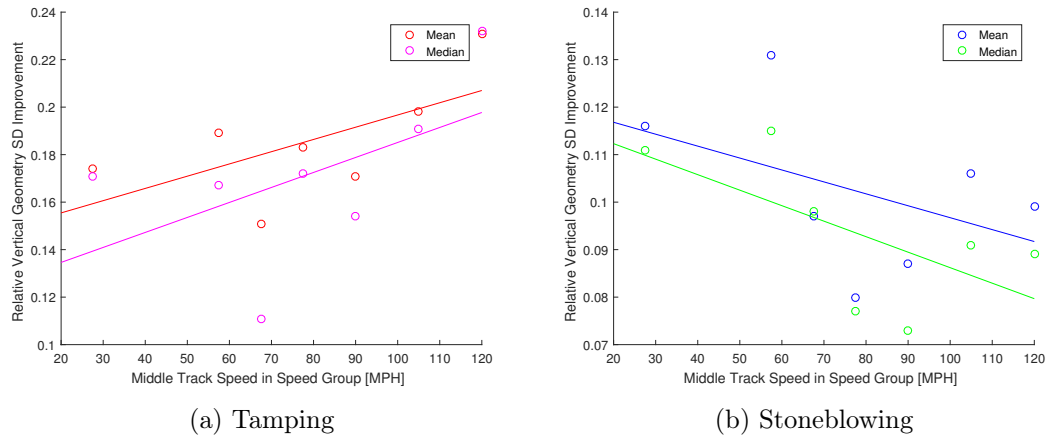 Relative Vertical Geometry SD Improvement
0.24
0.22
0.2
0.18
0.16
0.14
0.12
0.1
20 30 40 50 60 70 80 90 100 110 120
Middle Track Speed in Speed Group [MPH]
Mean
Median
(a) Tamping
Relative Vertical Geometry SD Improvement
0.14
0.13
0.12
0.11
0.1
0.09
0.08
0.07
20 30 40 50 60 70 80 90 100 110 120
Middle Track Speed in Speed Group [MPH]
Mean
Median
(b) Stoneblowing